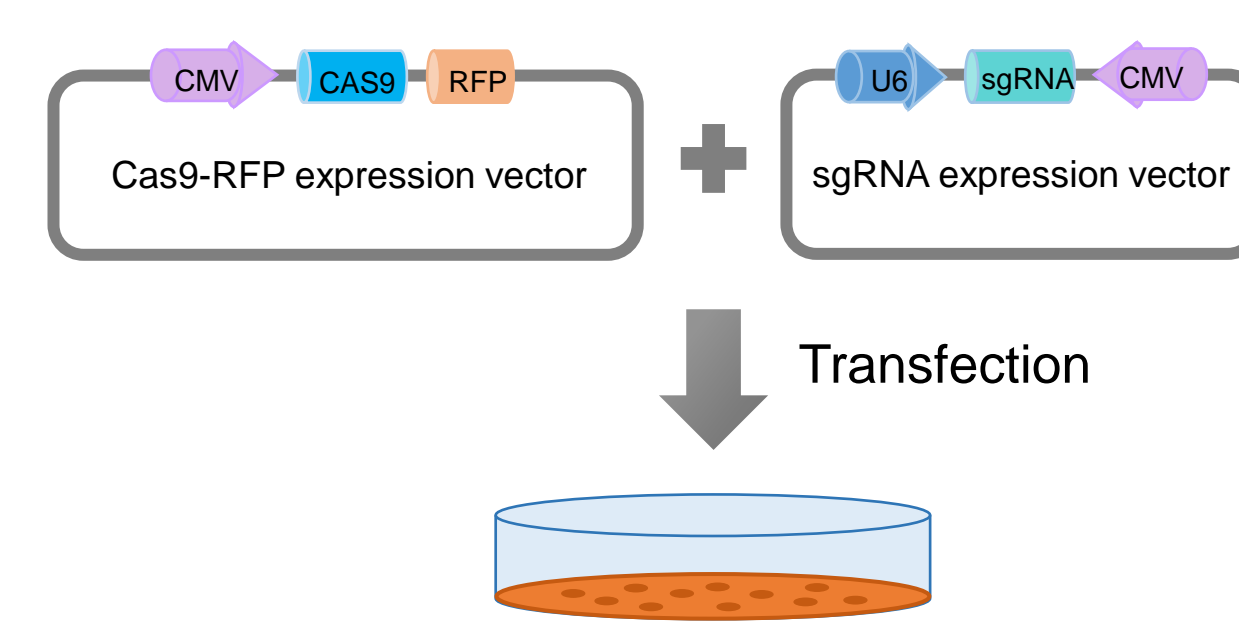 CMV CAS9 RFP
U6 sgRNA CMV
Cas9-RFP expression vector
sgRNA expression vector
Transfection